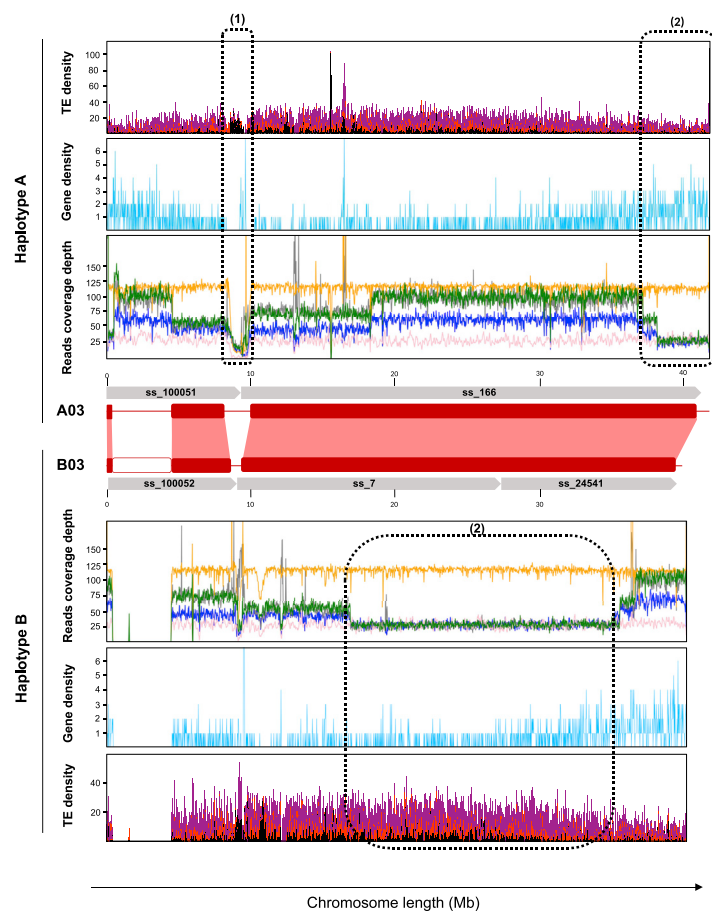 (1)
(2)
Haplotype A
TE density
100
80
60
40
20
Gene density
6
5
4
3
2
1
Reads coverage depth
150
125
100
75
50
25
0
10
20
30
40
ss_100051
ss_166
A03
B03
ss_100052
ss_7
ss_24541
0
10
20
30
Haplotype B
(2)
Reads coverage depth
150
125
100
75
50
25
Gene density
6
5
4
3
2
1
TE density
40
20
Chromosome length (Mb)